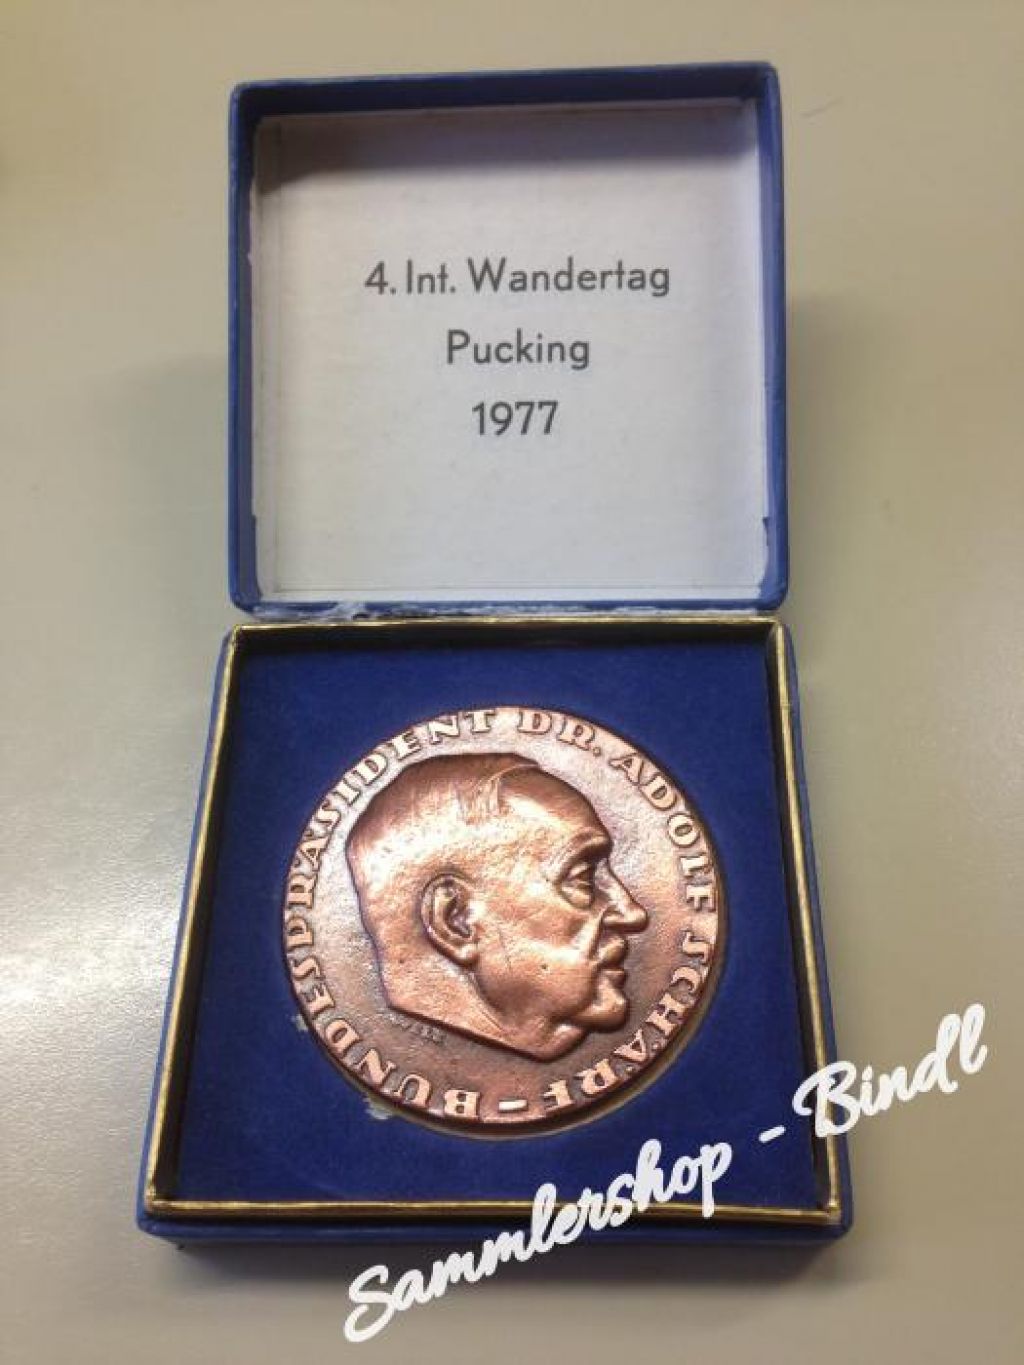 4. Int. Wandertag
Pucking
1977
BUNDESPRÄSIDENT DR. ADOLF SCHÄRF -
Sammlershop - Bindl